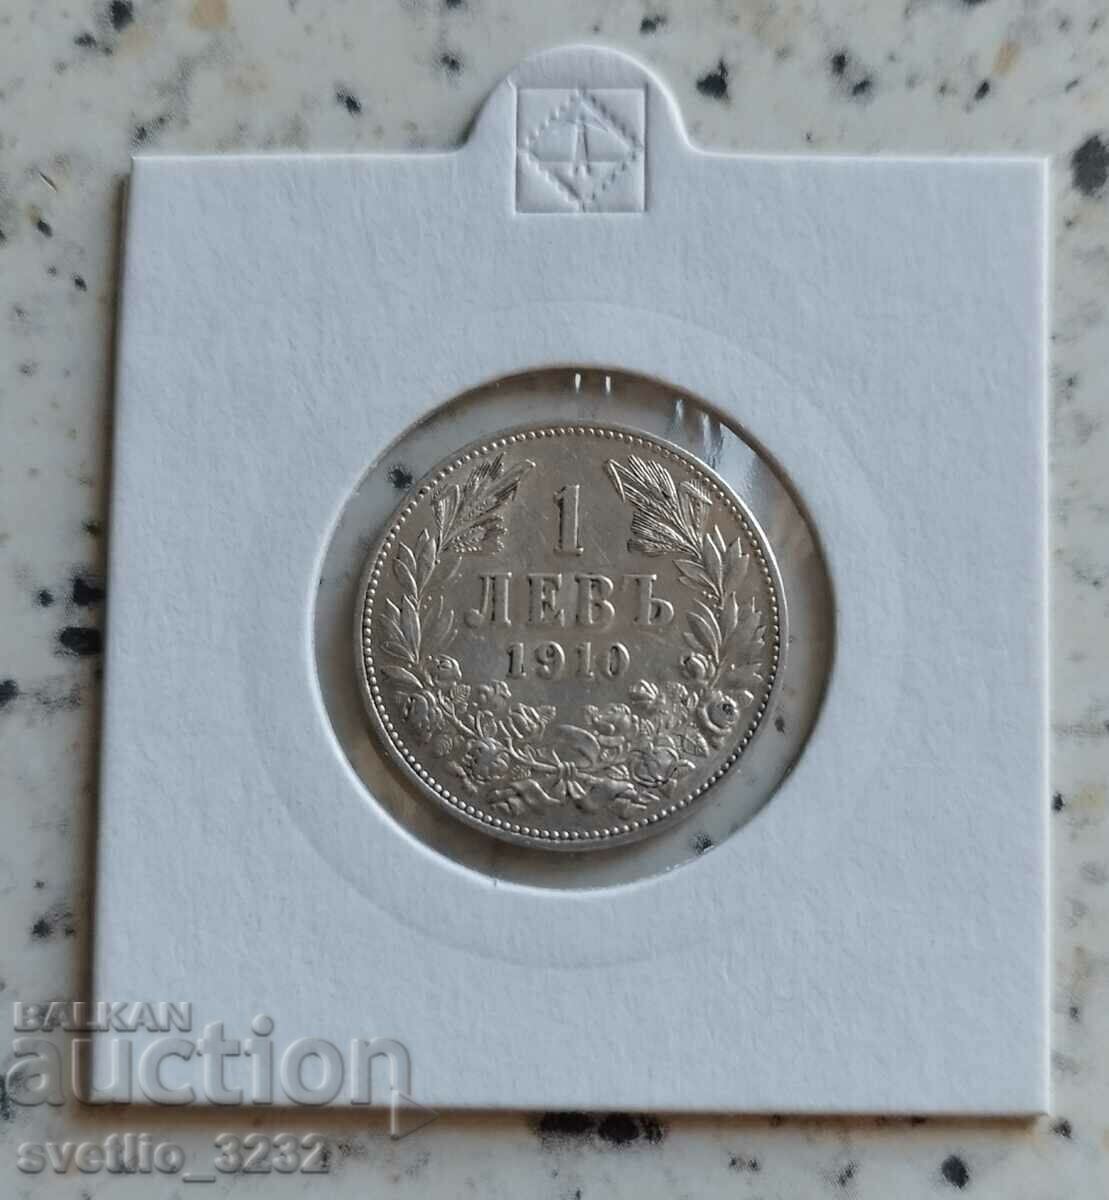 1
ЛЕВЪ
1910
BALKAN
auction
svetlio_3232